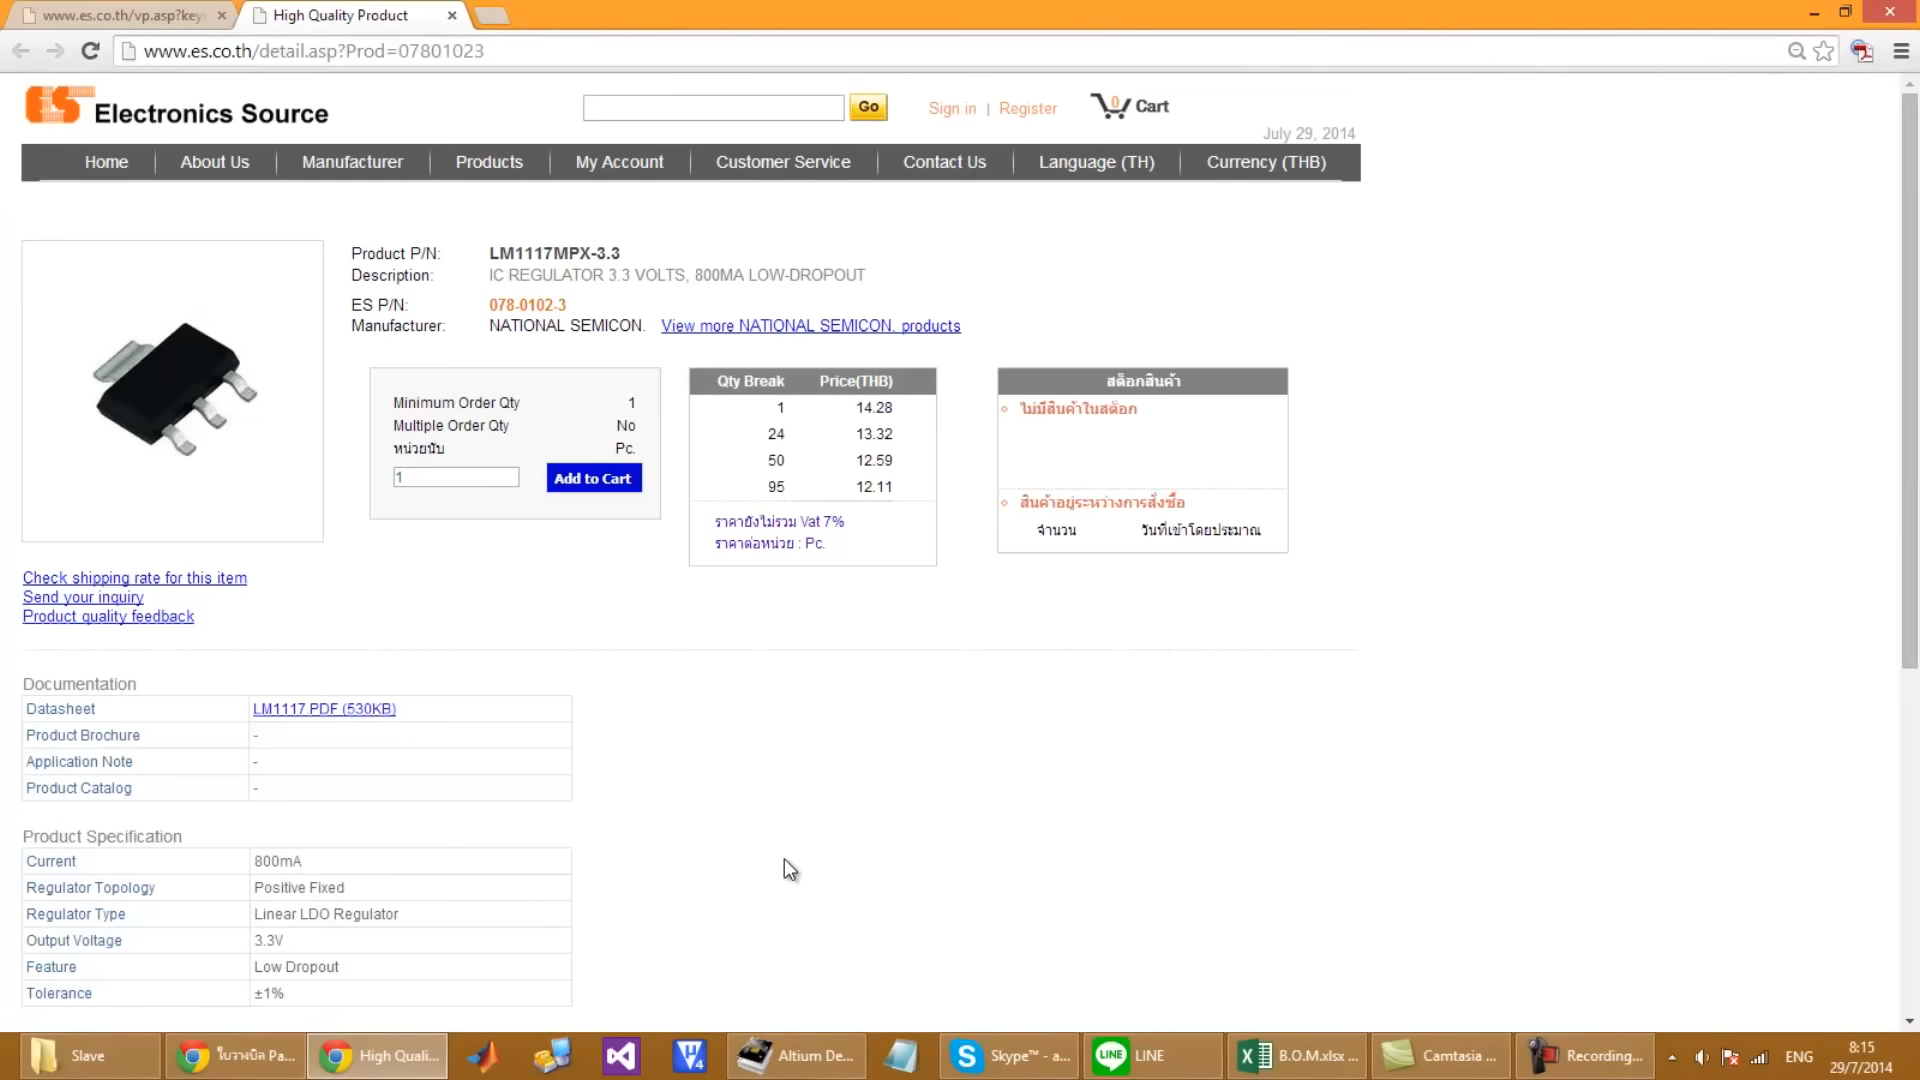 www.es.co.th/vp.asp?key
High Quality Product
www.es.co.th/detail.asp?Prod=07801023
ES Electronics Source
Go
Sign in | Register
0 Cart
July 29, 2014
Home About Us Manufacturer Products My Account Customer Service Contact Us Language (TH) Currency (THB)
Product P/N: LM1117MPX-3.3
Description: IC REGULATOR 3.3 VOLTS, 800MA LOW-DROPOUT
ES P/N: 078-0102-3
Manufacturer: NATIONAL SEMICON. View more NATIONAL SEMICON. products
Minimum Order Qty 1
Multiple Order Qty No
หน่วยนับ Pc.
1 Add to Cart
Qty Break Price(THB)
1 14.28
24 13.32
50 12.59
95 12.11
ราคายังไม่รวม Vat 7%
ราคาต่อหน่วย : Pc.
สต็อกสินค้า
ไม่มีสินค้าในสต็อก
สินค้าอยู่ระหว่างการสั่งซื้อ
จำนวน วันที่เข้าโดยประมาณ
Check shipping rate for this item
Send your inquiry
Product quality feedback
Documentation
Datasheet LM1117 PDF (530KB)
Product Brochure -
Application Note -
Product Catalog -
Product Specification
Current 800mA
Regulator Topology Positive Fixed
Regulator Type Linear LDO Regulator
Output Voltage 3.3V
Feature Low Dropout
Tolerance ±1%
Slave ใบวางบิล Pa... High Quali... Altium De... Skype™ - a... LINE B.O.M.xlsx ... Camtasia ... Recording... ENG 8:15
29/7/2014